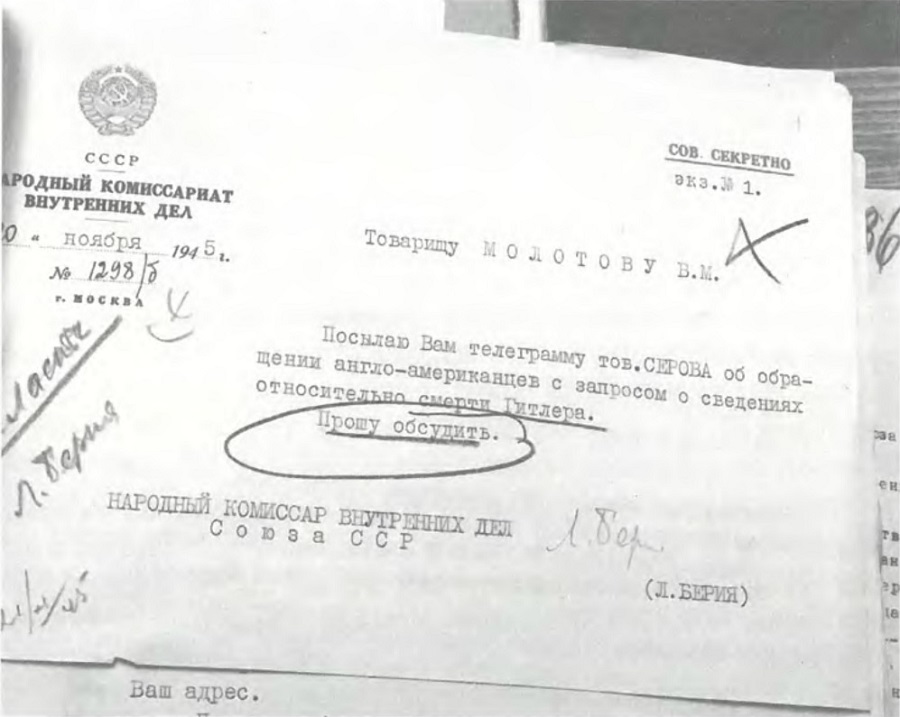 СССР
АРОДНЫЙ КОМИССАРИАТ
ВНУТРЕННИХ ДЕЛ
0 " ноября 1945 г.
№ 1298/б
г. МОСКВА
СОВ. СЕКРЕТНО
экз.№ 1.
Товарищу МОЛОТОВУ В.М.
Посылаю Вам телеграмму тов.СЕРОВА об обра-
щении англо-американцев с запросом о сведениях
относительно смерти Гитлера.
Прошу обсудить.
Л. Берия
НАРОДНЫЙ КОМИССАР ВНУТРЕННИХ ДЕЛ
Союза ССР
Л. Бер.
(Л.БЕРИЯ)
Ваш адрес.